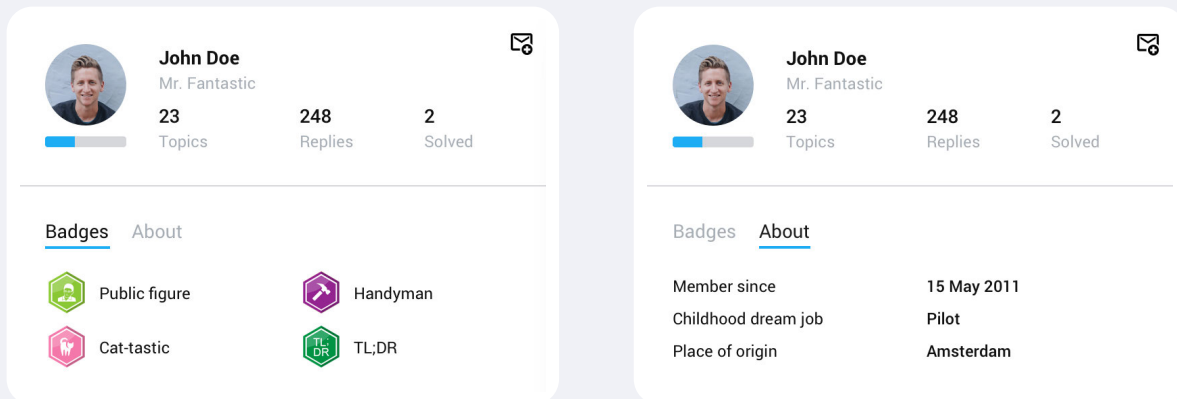 John Doe
Mr. Fantastic
23 248 2
Topics Replies Solved
Badges About
Public figure Handyman
Cat-tastic TL;DR TL;DR
John Doe
Mr. Fantastic
23 248 2
Topics Replies Solved
Badges About
Member since 15 May 2011
Childhood dream job Pilot
Place of origin Amsterdam